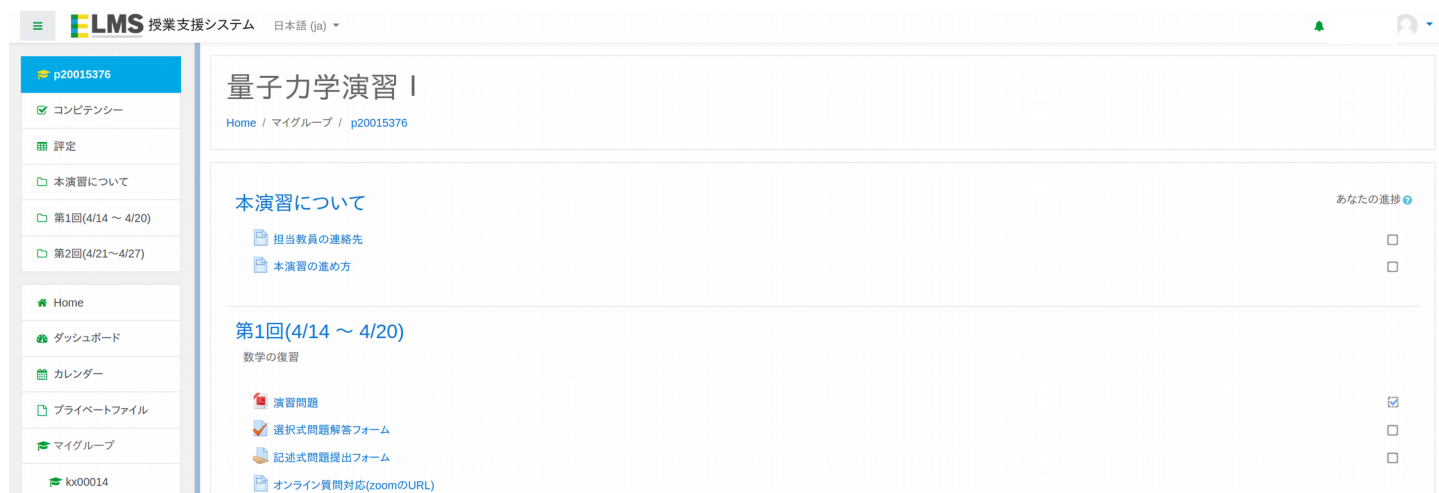 ELMS 授業支援システム 日本語 (ja)
p20015376
コンピテンシー
評定
本演習について
第1回(4/14 ～ 4/20)
第2回(4/21～4/27)
Home
ダッシュボード
カレンダー
プライベートファイル
マイグループ
kx00014
量子力学演習 I
Home / マイグループ / p20015376
本演習について
あなたの進捗
担当教員の連絡先
本演習の進め方
第1回(4/14 ～ 4/20)
数学の復習
演習問題
選択式問題解答フォーム
記述式問題提出フォーム
オンライン質問対応(zoomのURL)